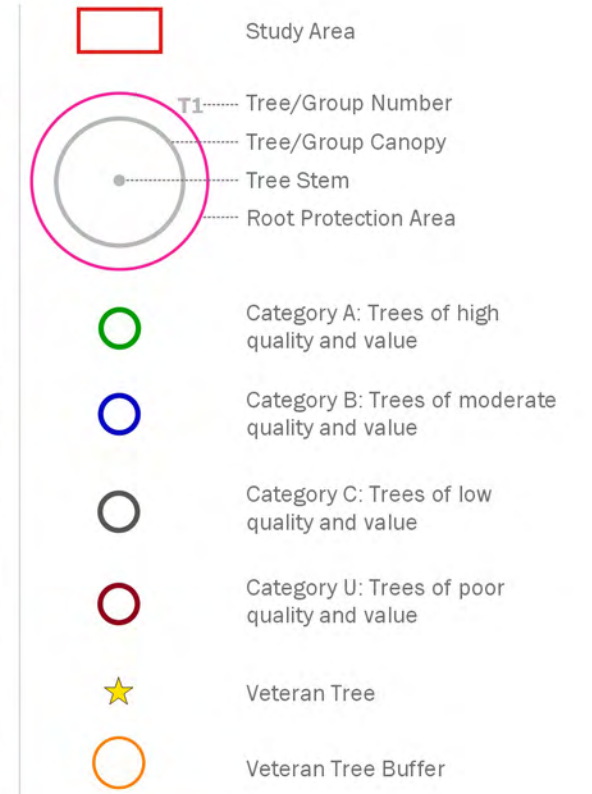 Study Area
T1
Tree/Group Number
Tree/Group Canopy
Tree Stem
Root Protection Area
Category A: Trees of high
quality and value
Category B: Trees of moderate
quality and value
Category C: Trees of low
quality and value
Category U: Trees of poor
quality and value
Veteran Tree
Veteran Tree Buffer